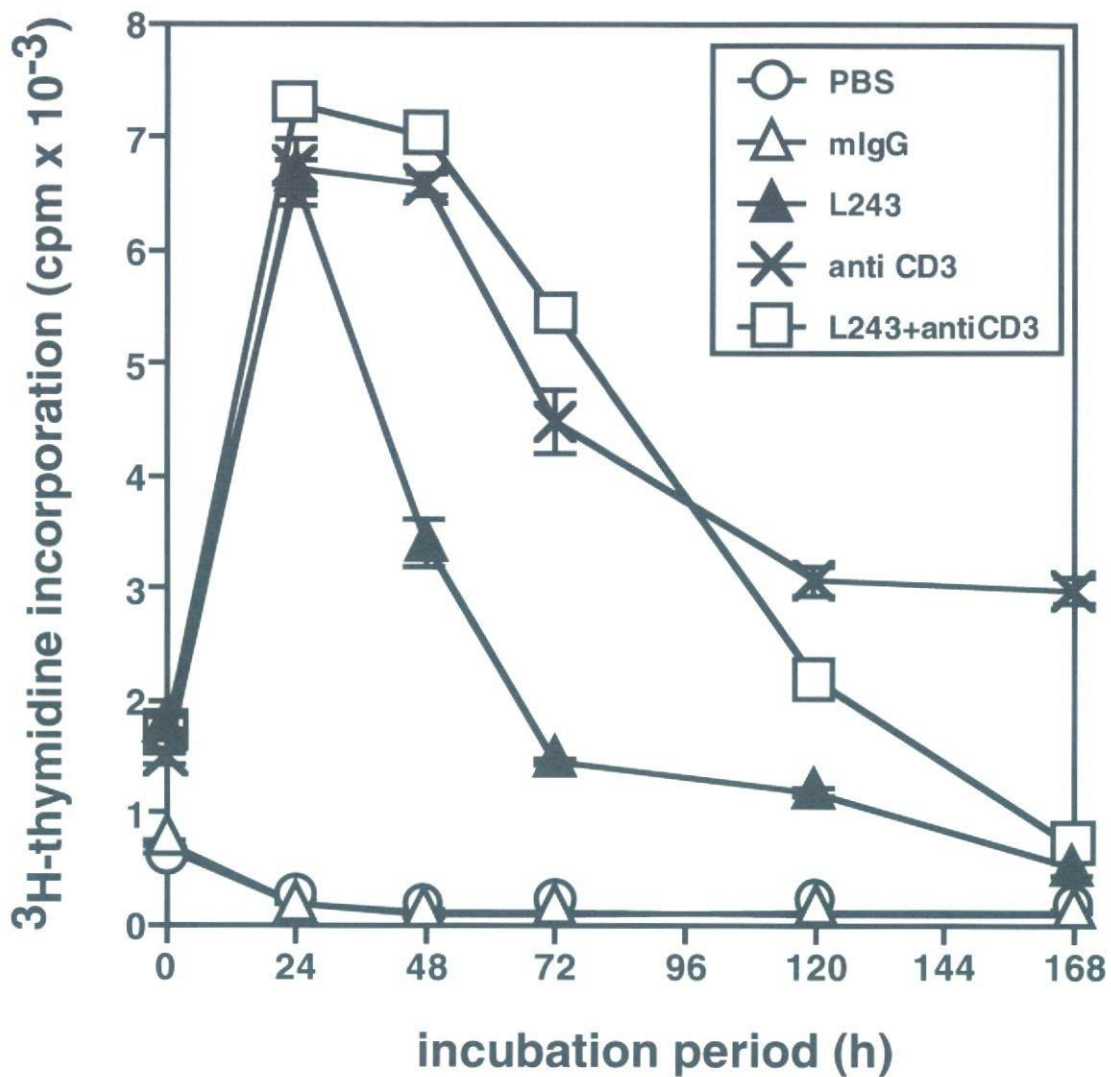 ³H-thymidine incorporation (cpm x 10⁻³)
8
7
6
5
4
3
2
1
0
PBS
mIgG
L243
anti CD3
L243+antiCD3
0 24 48 72 96 120 144 168
incubation period (h)